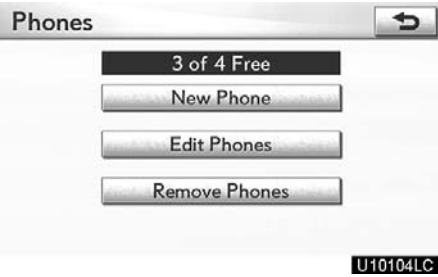 Phones
3 of 4 Free
New Phone
Edit Phones
Remove Phones
U10104LC